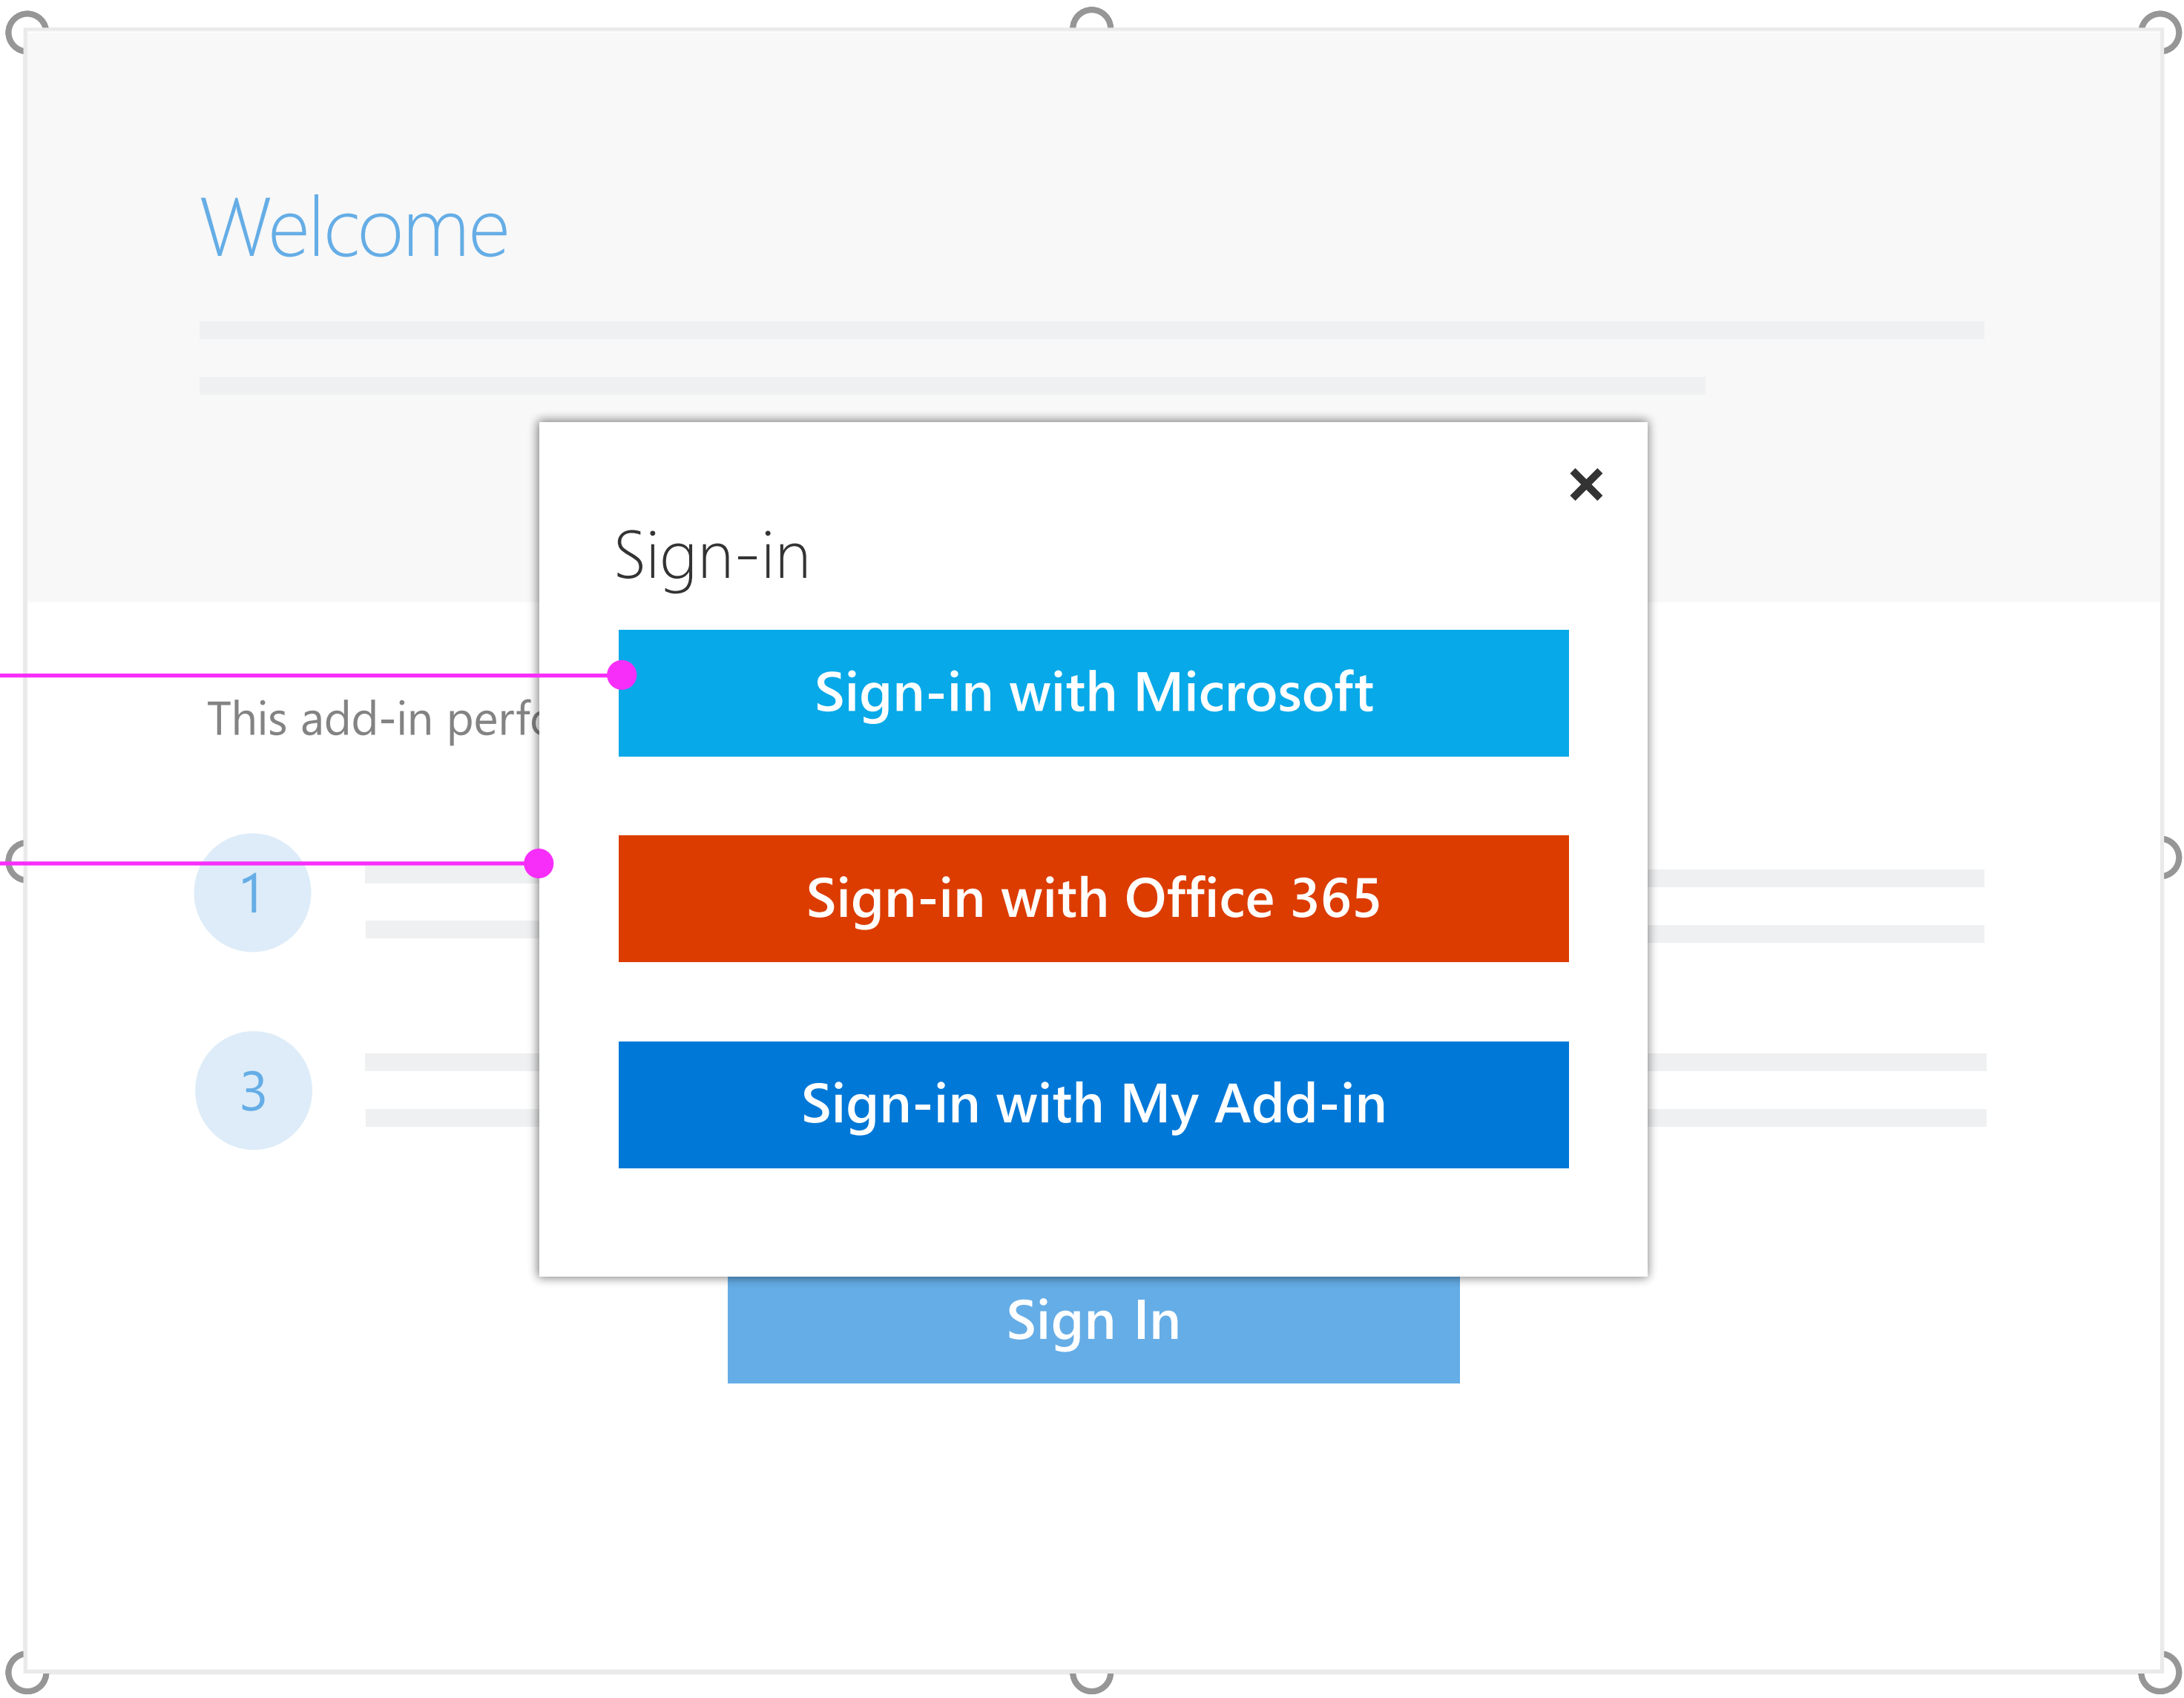 Welcome
Sign-in
Sign-in with Microsoft
This add-in
Sign-in with Office 365
1
Sign-in with My Add-in
3
Sign In